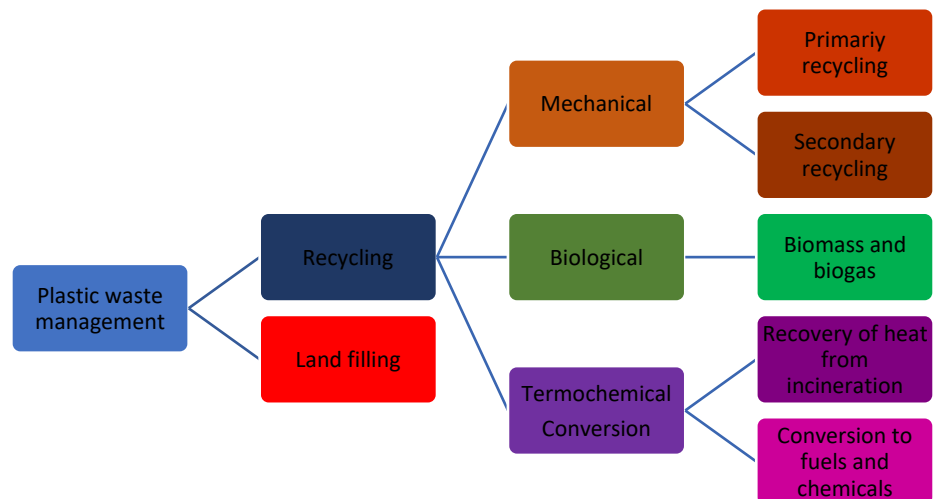 Plastic waste
management
Recycling
Land filling
Mechanical
Biological
Termochemical
Conversion
Primariy
recycling
Secondary
recycling
Biomass and
biogas
Recovery of heat
from
incineration
Conversion to
fuels and
chemicals